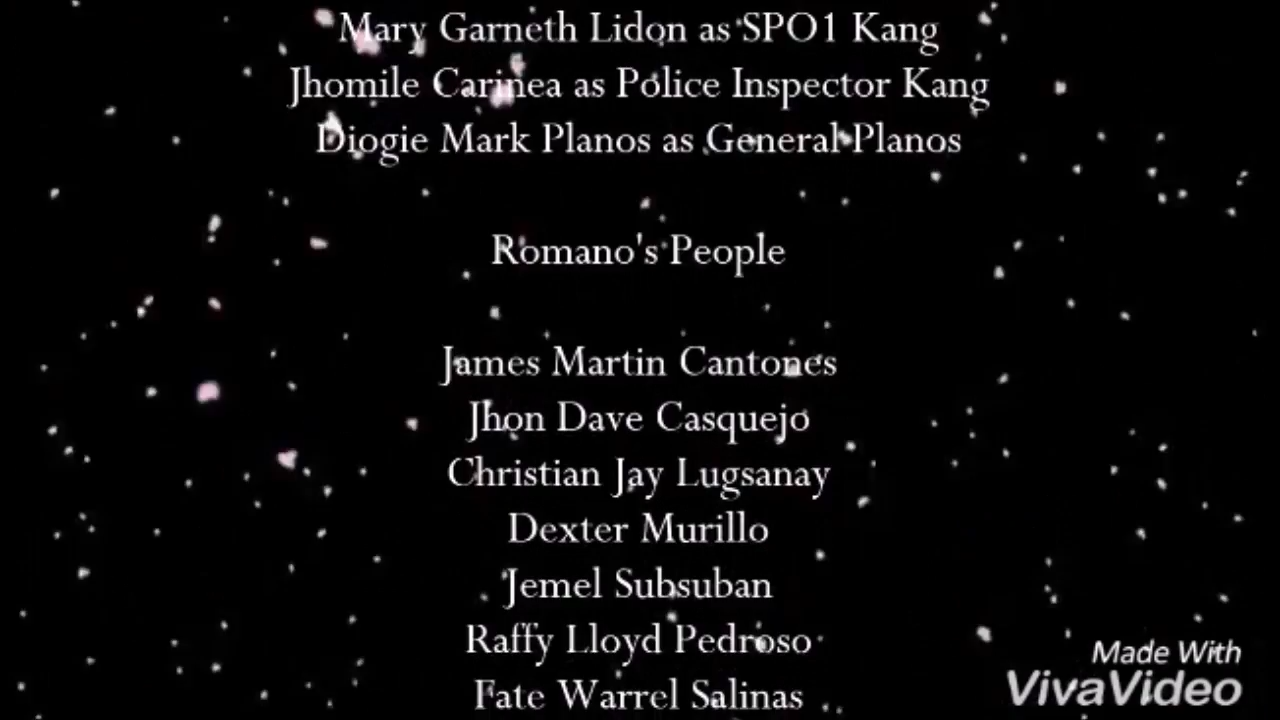 Mary Garneth Lidon as SPO1 Kang
Jhomile Carinea as Police Inspector Kang
Diogie Mark Planos as General Planos
Romano's People
James Martin Cantones
Jhon Dave Casquejo
Christian Jay Lugsanay
Dexter Murillo
Jemel Subsuban
Raffy Lloyd Pedroso
Fate Warrel Salinas
Made With
VivaVideo